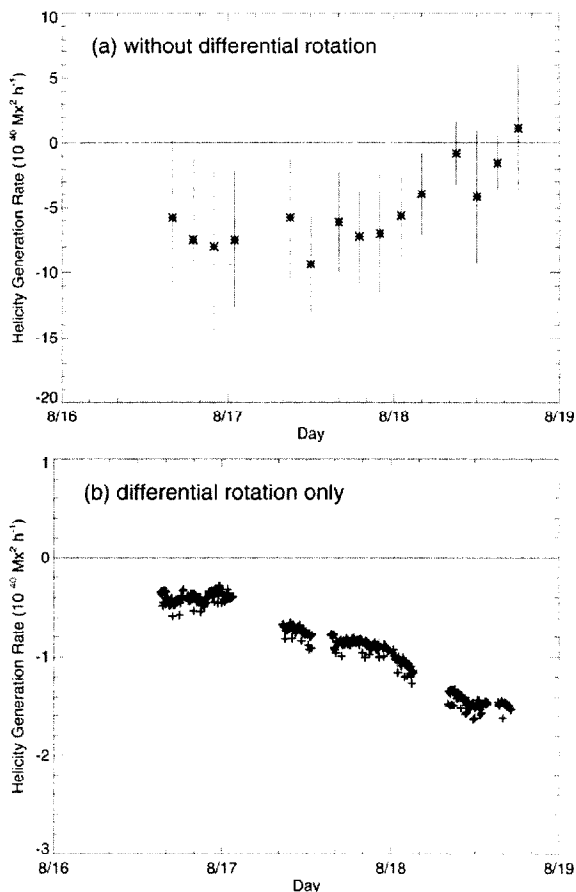 10
(a) without differential rotation
5
0
-5
-10
-15
-20
Helicity Generation Rate (10⁻⁴⁰ Mx² h⁻¹)
8/16 8/17 8/18 8/19
Day
1
(b) differential rotation only
0
-1
-2
-3
Helicity Generation Rate (10⁻⁴⁰ Mx² h⁻¹)
8/16 8/17 8/18 8/19
Day